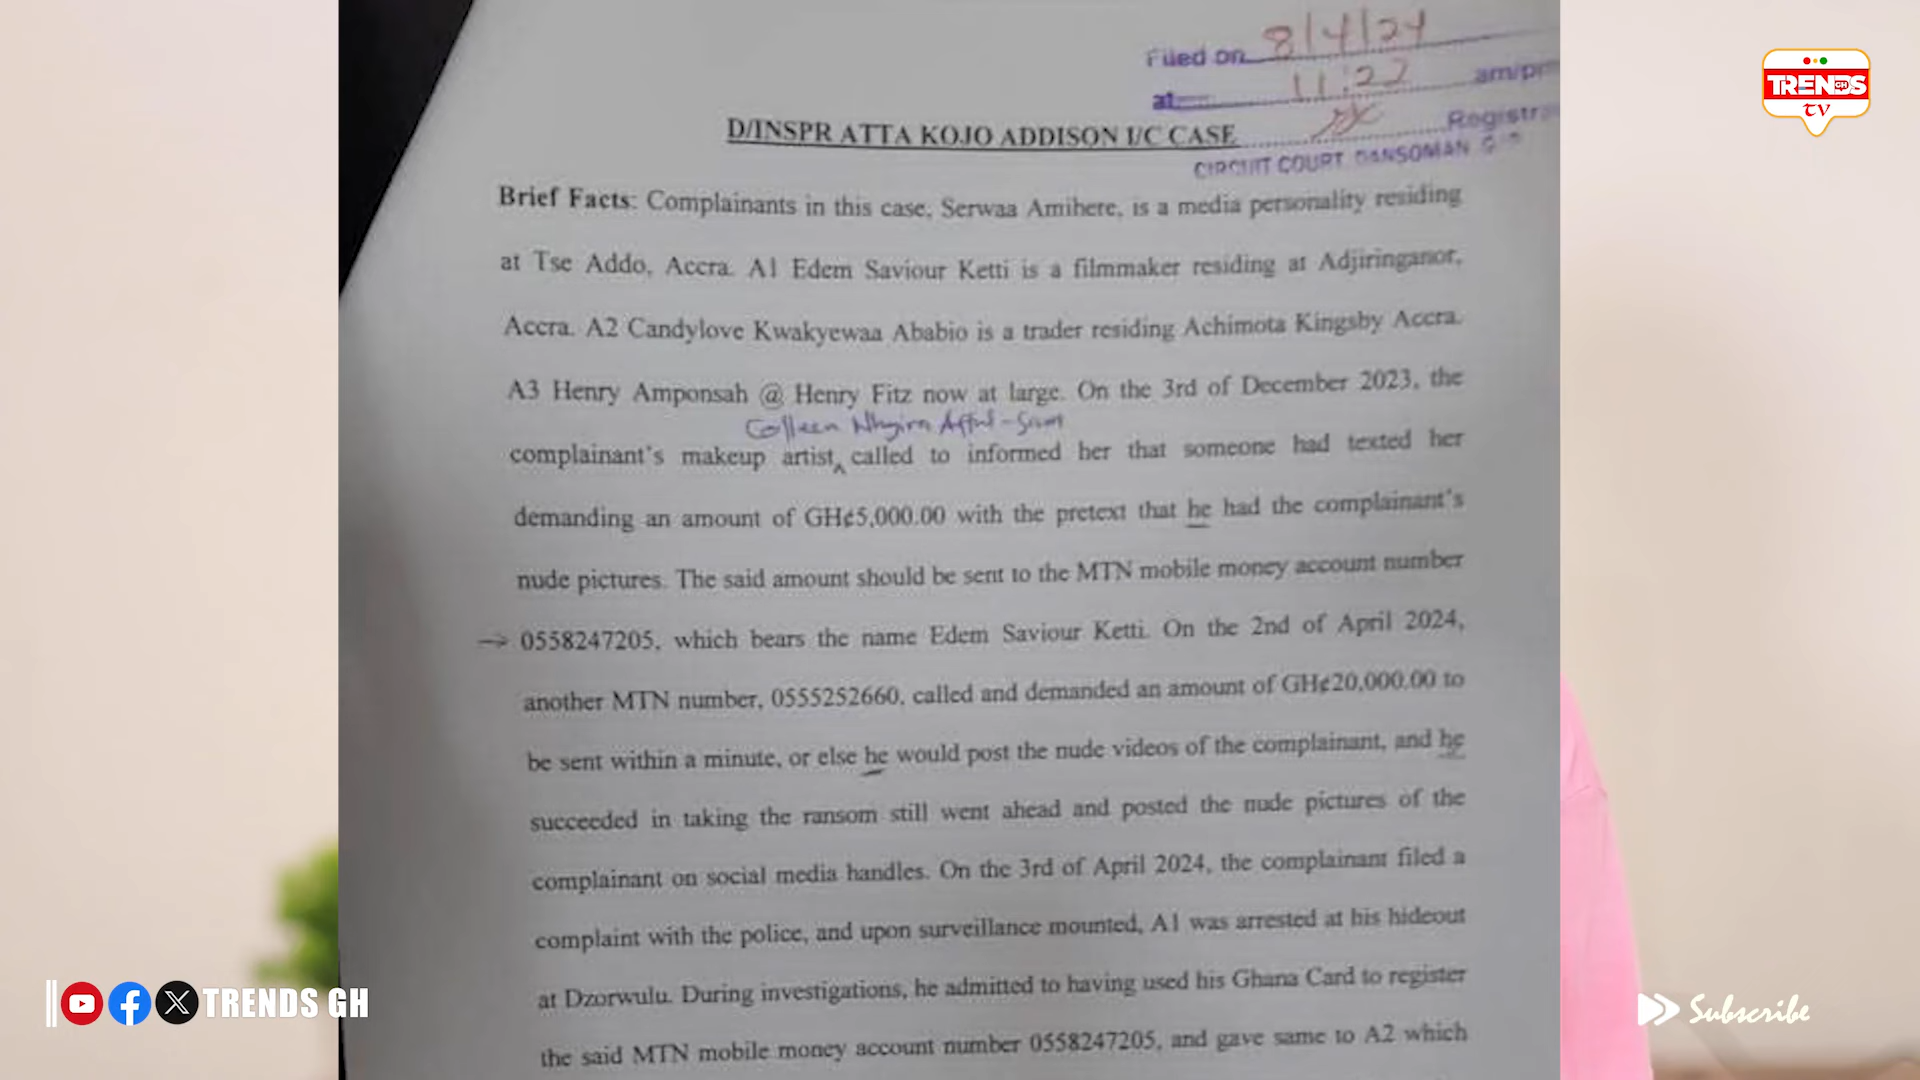 Filed on 8/4/24
at 11:22 am/p
Registra
CIRCUIT COURT DANSOMAN
D/INSPR ATTA KOJO ADDISON I/C CASE
Brief Facts: Complainants in this case, Serwaa Amihere, is a media personality residing
at Tse Addo, Accra. A1 Edem Saviour Ketti is a filmmaker residing at Adjiringanor,
Accra. A2 Candylove Kwakyewaa Ababio is a trader residing Achimota Kingsby Accra.
A3 Henry Amponsah @ Henry Fitz now at large. On the 3rd of December 2023, the
Colleen
complainant's makeup artist, called to informed her that someone had texted her
demanding an amount of GH¢5,000.00 with the pretext that he had the complainant's
nude pictures. The said amount should be sent to the MTN mobile money account number
→ 0558247205, which bears the name Edem Saviour Ketti. On the 2nd of April 2024,
another MTN number, 0555252660, called and demanded an amount of GH¢20,000.00 to
be sent within a minute, or else he would post the nude videos of the complainant, and he
succeeded in taking the ransom still went ahead and posted the nude pictures of the
complainant on social media handles. On the 3rd of April 2024, the complainant filed a
complaint with the police, and upon surveillance mounted, A1 was arrested at his hideout
at Dzorwulu. During investigations, he admitted to having used his Ghana Card to register
the said MTN mobile money account number 0558247205, and gave same to A2 which
TRENDS GH
TV
TRENDS GH
Subscribe